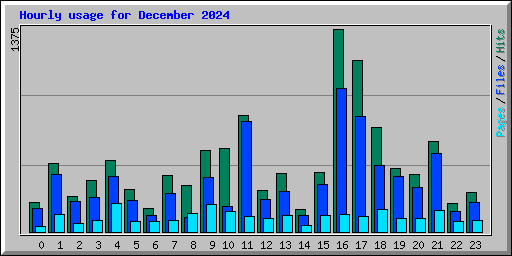 Hourly usage for December 2024
1375
Pages/Files/Hits
0 1 2 3 4 5 6 7 8 9 10 11 12 13 14 15 16 17 18 19 20 21 22 23